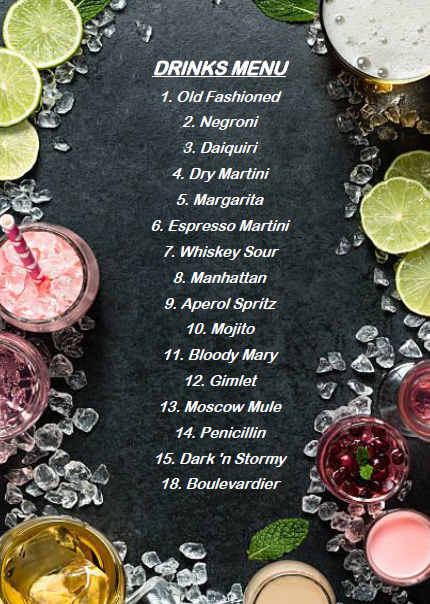 DRINKS MENU
1. Old Fashioned
2. Negroni
3. Daiquiri
4. Dry Martini
5. Margarita
6. Espresso Martini
7. Whiskey Sour
8. Manhattan
9. Aperol Spritz
10. Mojito
11. Bloody Mary
12. Gimlet
13. Moscow Mule
14. Penicillin
15. Dark 'n Stormy
18. Boulevardier